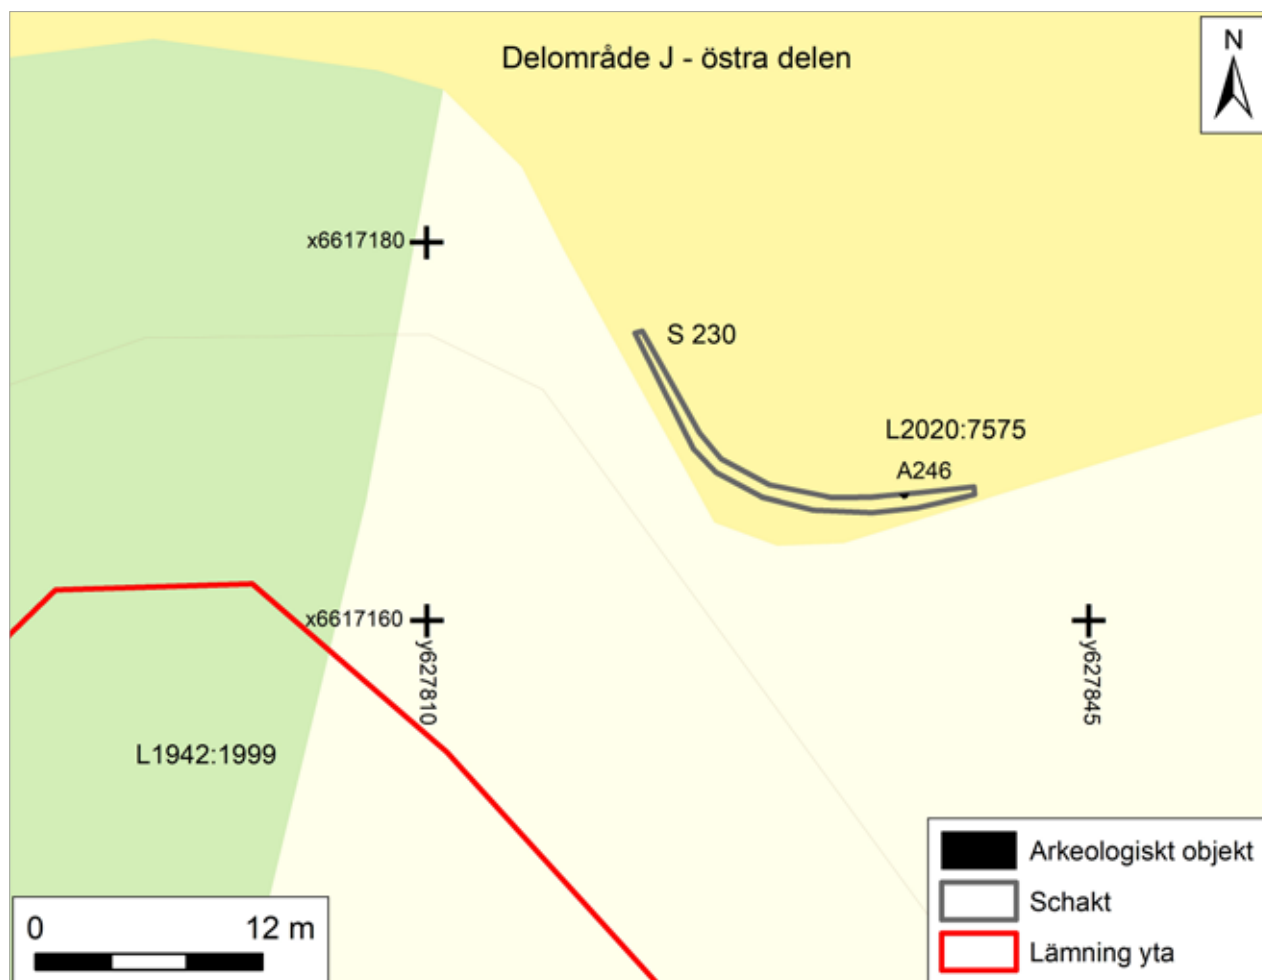 Delområde J - östra delen
N
x6617180
S 230
L2020:7575
A246
x6617160
y627810
y627845
L1942:1999
Arkeologiskt objekt
Schakt
Lämning yta
0 12 m